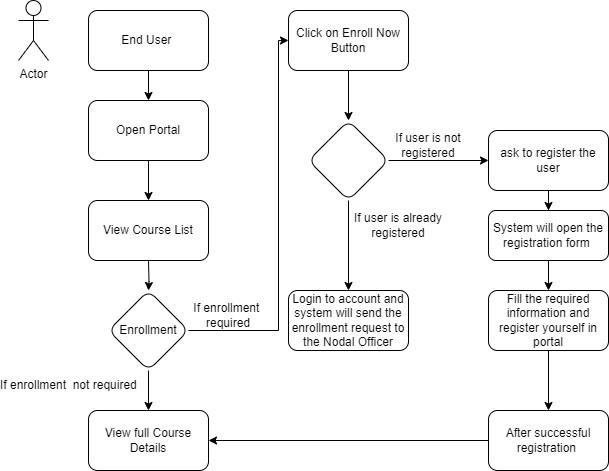 Actor
End User
Open Portal
View Course List
Enrollment
If enrollment
required
If enrollment  not required
View full Course
Details
Click on Enroll Now
Button
If user is not
registered
If user is already
registered
Login to account and
system will send the
enrollment request to
the Nodal Officer
ask to register the
user
System will open the
registration form
Fill the required
information and
register yourself in
portal
After successful
registration